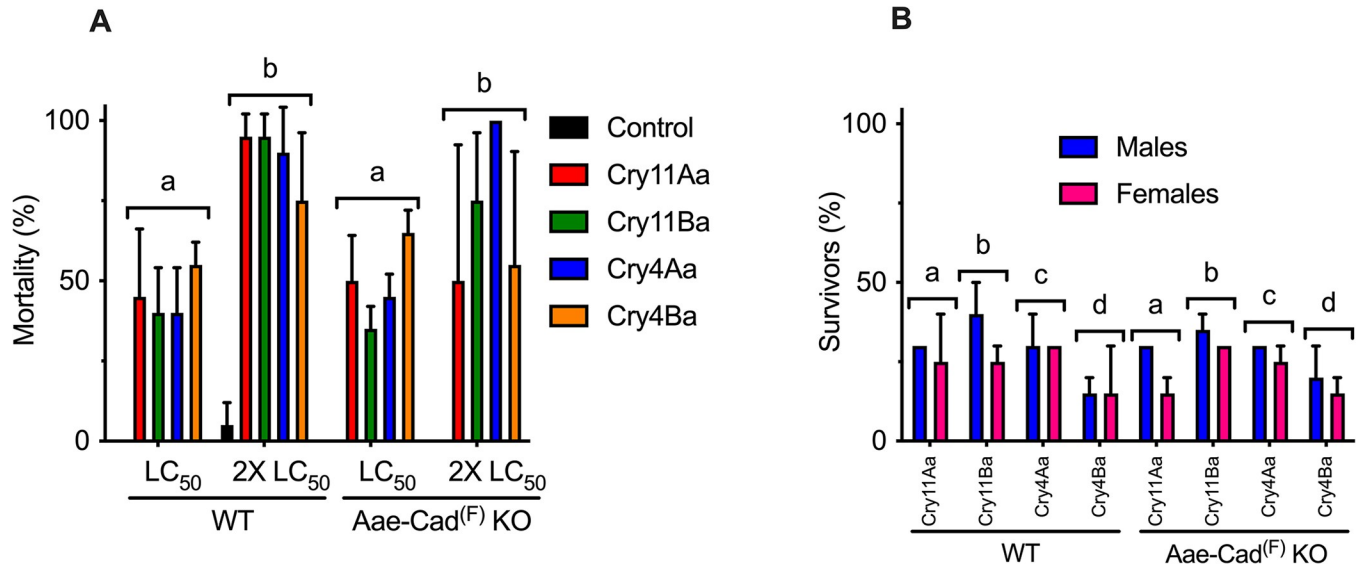 A
Mortality (%)
100
50
0
a
b
a
b
LC50
2X LC50
LC50
2X LC50
WT
Aae-Cad(F) KO
Control
Cry11Aa
Cry11Ba
Cry4Aa
Cry4Ba
B
Survivors (%)
100
50
0
Males
Females
a
b
c
d
a
b
c
d
Cry11Aa
Cry11Ba
Cry4Aa
Cry4Ba
Cry11Aa
Cry11Ba
Cry4Aa
Cry4Ba
WT
Aae-Cad(F) KO